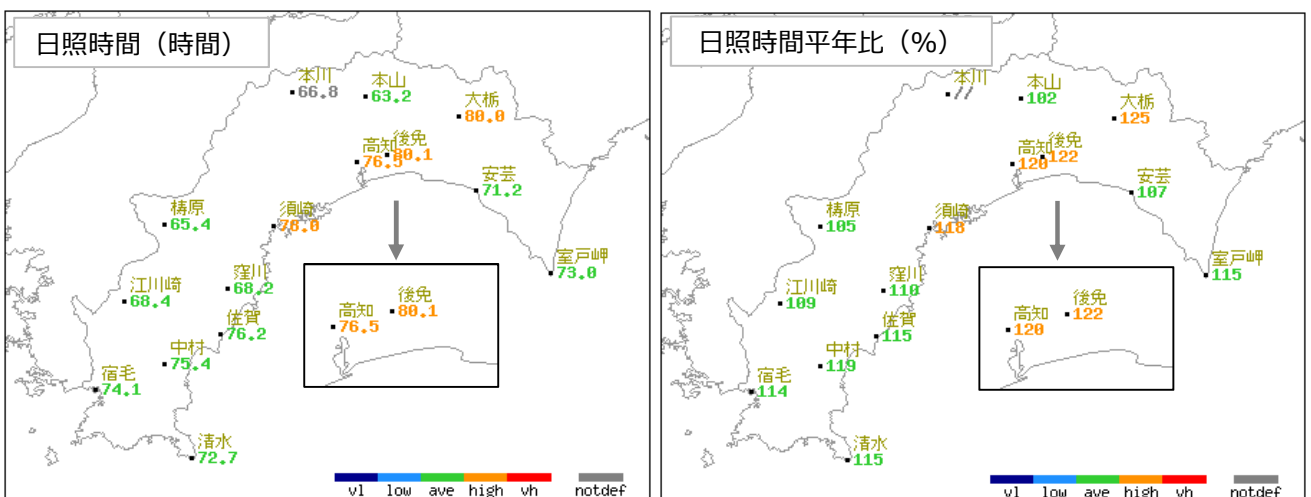 日照時間（時間）
本川
66.8
本山
63.2
大栃
80.0
高知
76.5
後免
80.1
安芸
71.2
梼原
65.4
須崎
室戸岬
73.0
江川崎
68.4
窪川
68.2
佐賀
76.2
中村
75.4
宿毛
74.1
清水
72.7
高知
76.5
後免
80.1
vl low ave high vh notdef
日照時間平年比（%）
本川
//
本山
102
大栃
125
高知
120
後免
122
安芸
107
梼原
105
須崎
118
室戸岬
115
江川崎
109
窪川
110
佐賀
115
中村
119
宿毛
114
清水
115
高知
120
後免
122
vl low ave high vh notdef